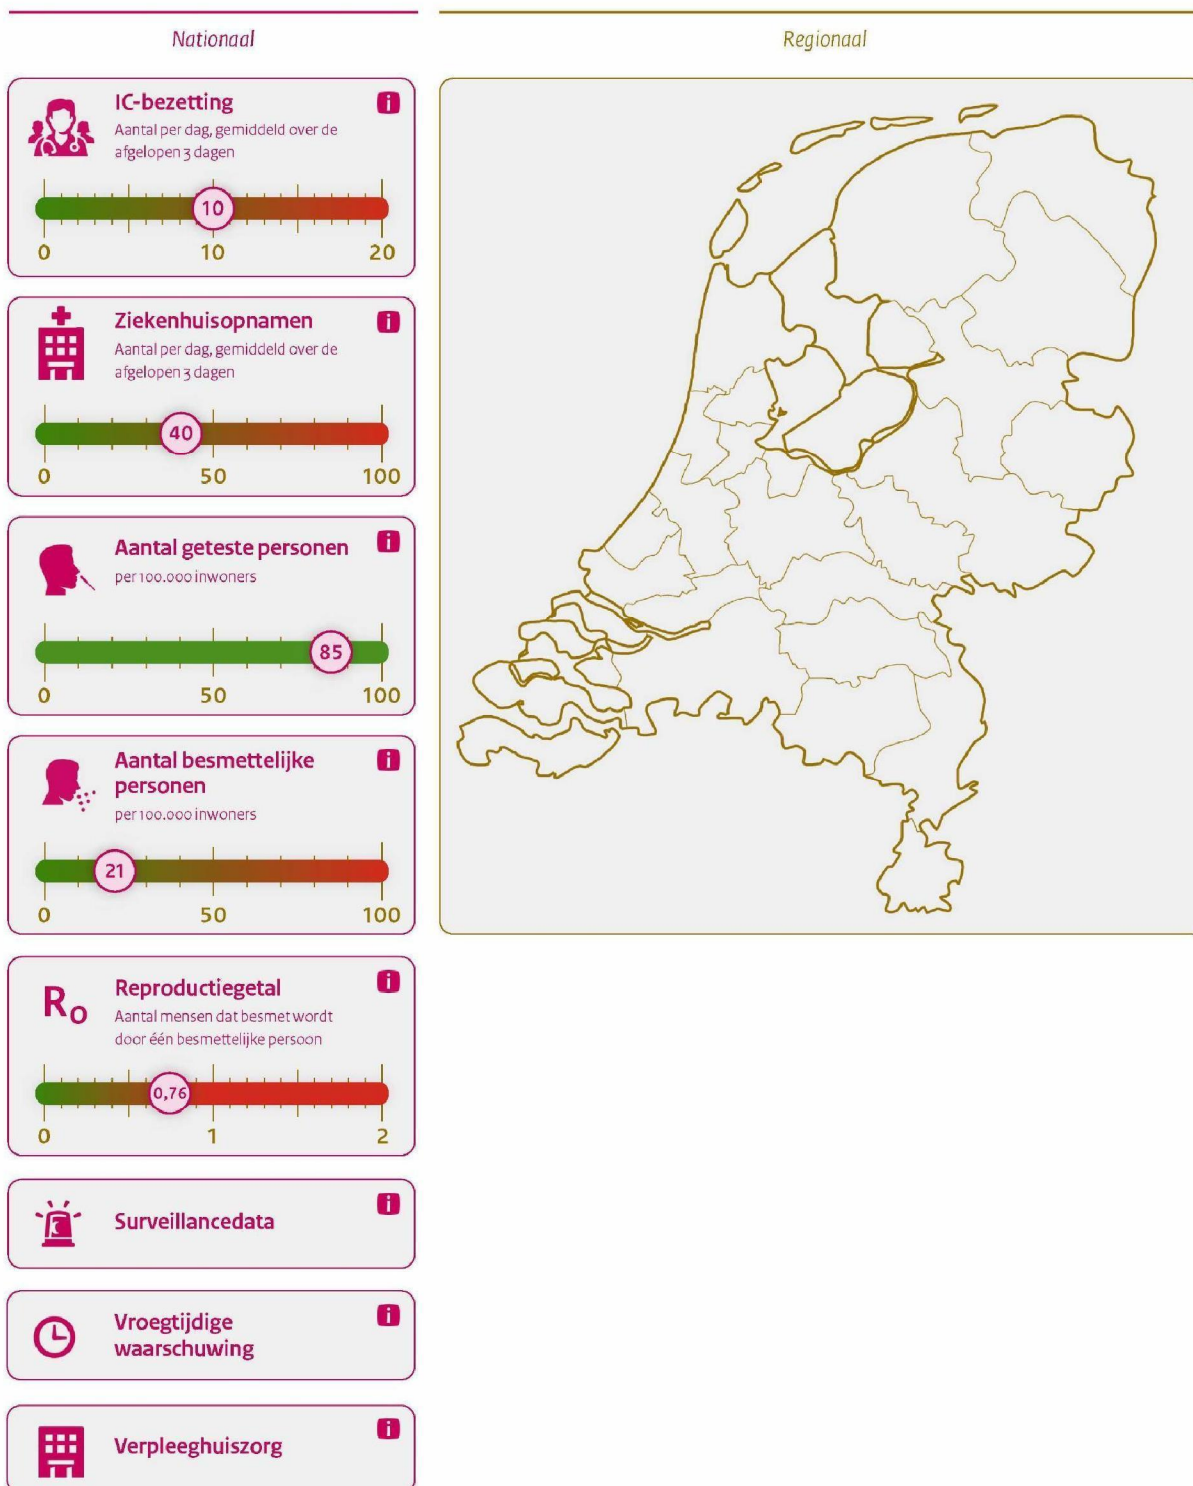 Nationaal
Regionaal
IC-bezetting
i
Aantal per dag, gemiddeld over de
afgelopen 3 dagen
10
0 10 20
Ziekenhuisopnamen
i
Aantal per dag, gemiddeld over de
afgelopen 3 dagen
40
0 50 100
Aantal geteste personen
i
per 100.000 inwoners
85
0 50 100
Aantal besmettelijke
i
personen
per 100.000 inwoners
21
0 50 100
Ro
Reproductiegetal
i
Aantal mensen dat besmet wordt
door één besmettelijke persoon
0,76
0 1 2
Surveillancedata
i
Vroegtijdige
i
waarschuwing
Verpleeghuiszorg
i